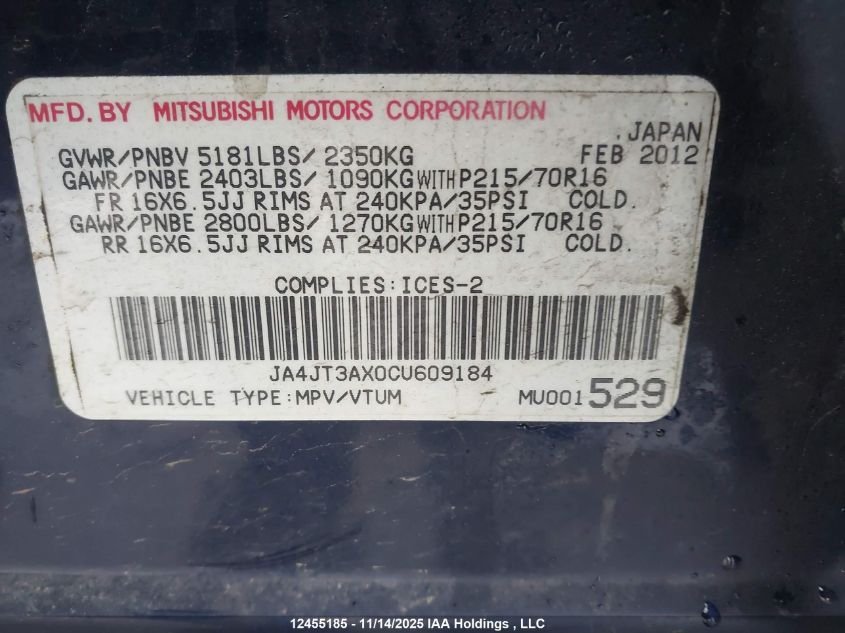 MFD. BY MITSUBISHI MOTORS CORPORATION
JAPAN
GVWR/PNBV 5181LBS/ 2350KG FEB 2012
GAWR/PNBE 2403LBS/ 1090KG WITH P215/70R16
FR 16X6.5JJ RIMS AT 240KPA/35PSI COLD.
GAWR/PNBE 2800LBS/ 1270KG WITH P215/70R16
RR 16X6.5JJ RIMS AT 240KPA/35PSI COLD.
COMPLIES:ICES-2
JA4JT3AX0CU609184
VEHICLE TYPE:MPV/VTUM MU001 529
12455185 - 11/14/2025 IAA Holdings , LLC